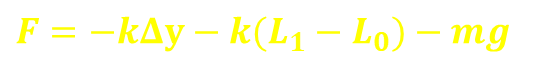 F = −kΔy − k(L₁ − L₀) − mg